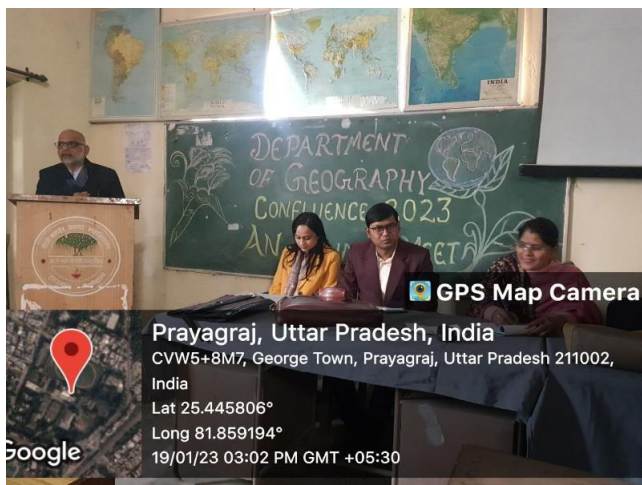 INDIA
DEPARTMENT
OF GEOGRAPHY
CONFLUENCE 2023
MEET
GPS Map Camera
Prayagraj, Uttar Pradesh, India
CVW5+8M7, George Town, Prayagraj, Uttar Pradesh 211002,
India
Lat 25.445806°
Long 81.859194°
19/01/23 03:02 PM GMT +05:30
Google